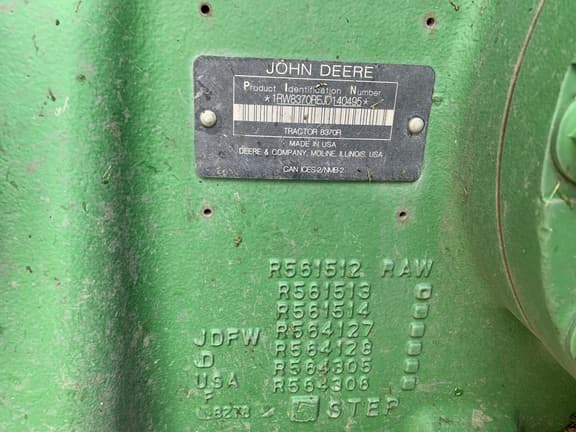 JOHN DEERE
Product Identification Number
*1RW8370REJD140495*
TRACTOR 8370R
MADE IN USA
DEERE & COMPANY, MOLINE, ILLINOIS, USA
CAN ICES-2/NMB-2
R561512 RAW
R561513
R561514
R564127
R564128
R564305
R564306
JDFW
D
USA
F
STEP